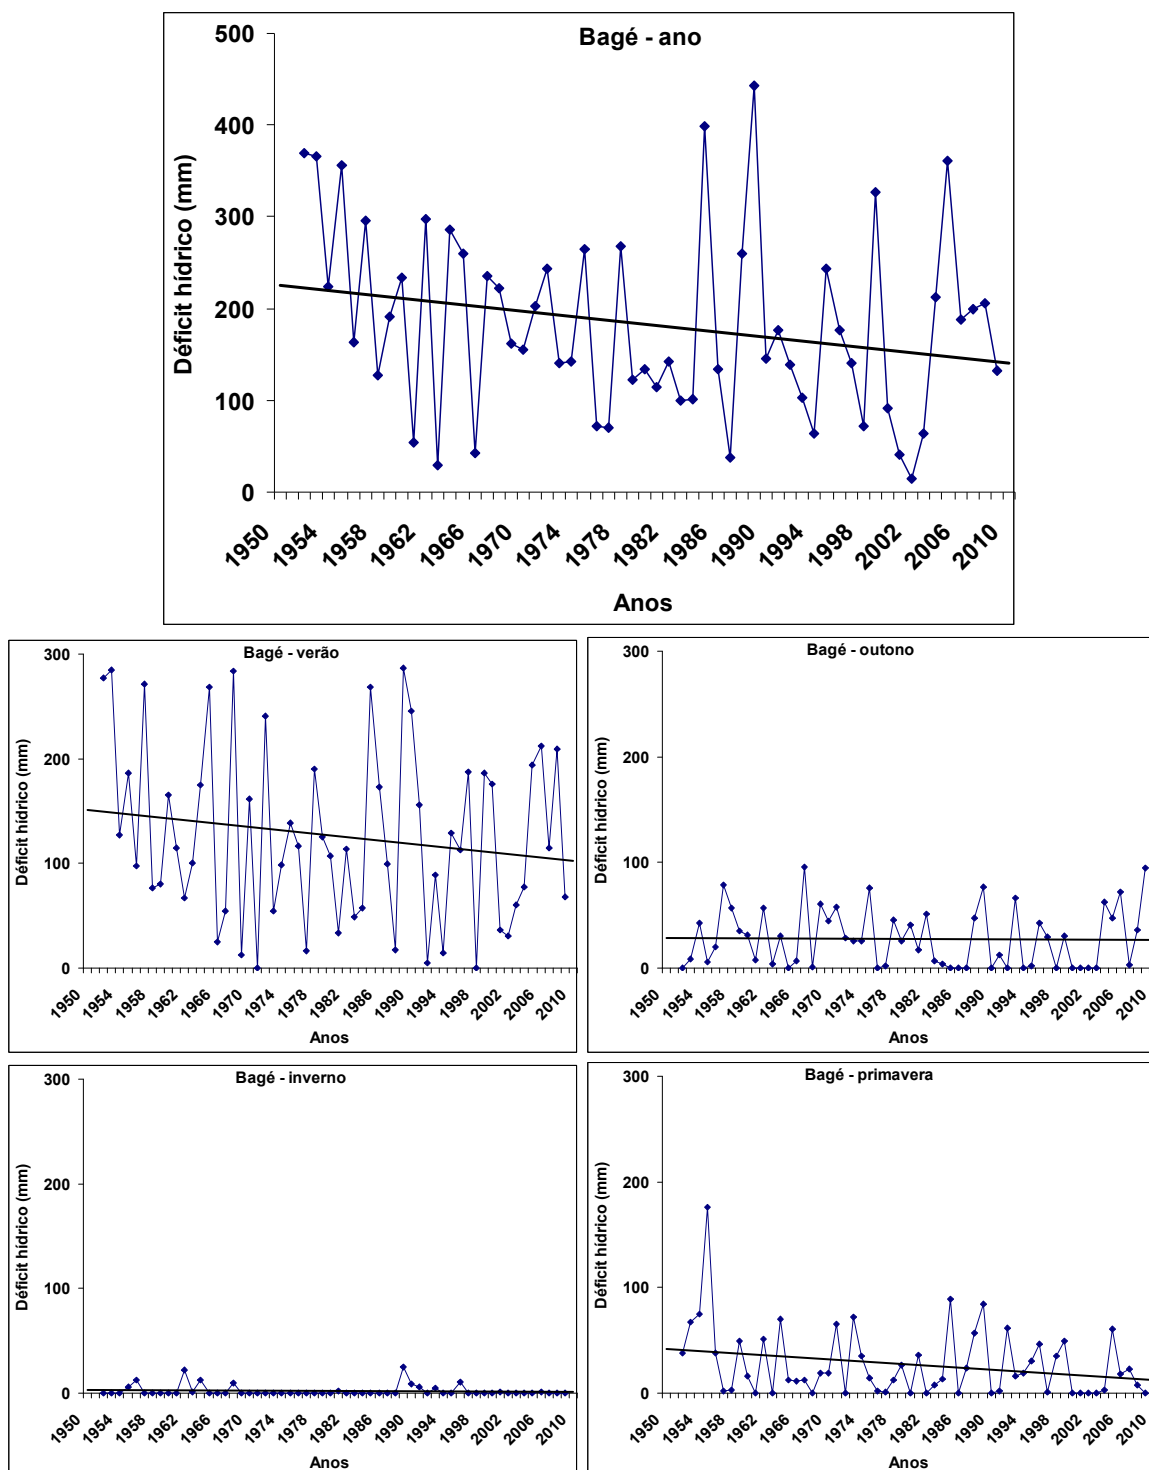 Bagé - ano
Déficit hídrico (mm)
500
400
300
200
100
0
1950 1954 1958 1962 1966 1970 1974 1978 1982 1986 1990 1994 1998 2002 2006 2010
Anos
Bagé - verão
Déficit hídrico (mm)
300
200
100
0
1950 1954 1958 1962 1966 1970 1974 1978 1982 1986 1990 1994 1998 2002 2006 2010
Anos
Bagé - outono
Déficit hídrico (mm)
300
200
100
0
1950 1954 1958 1962 1966 1970 1974 1978 1982 1986 1990 1994 1998 2002 2006 2010
Anos
Bagé - inverno
Déficit hídrico (mm)
300
200
100
0
1950 1954 1958 1962 1966 1970 1974 1978 1982 1986 1990 1994 1998 2002 2006 2010
Anos
Bagé - primavera
Déficit hídrico (mm)
300
200
100
0
1950 1954 1958 1962 1966 1970 1974 1978 1982 1986 1990 1994 1998 2002 2006 2010
Anos